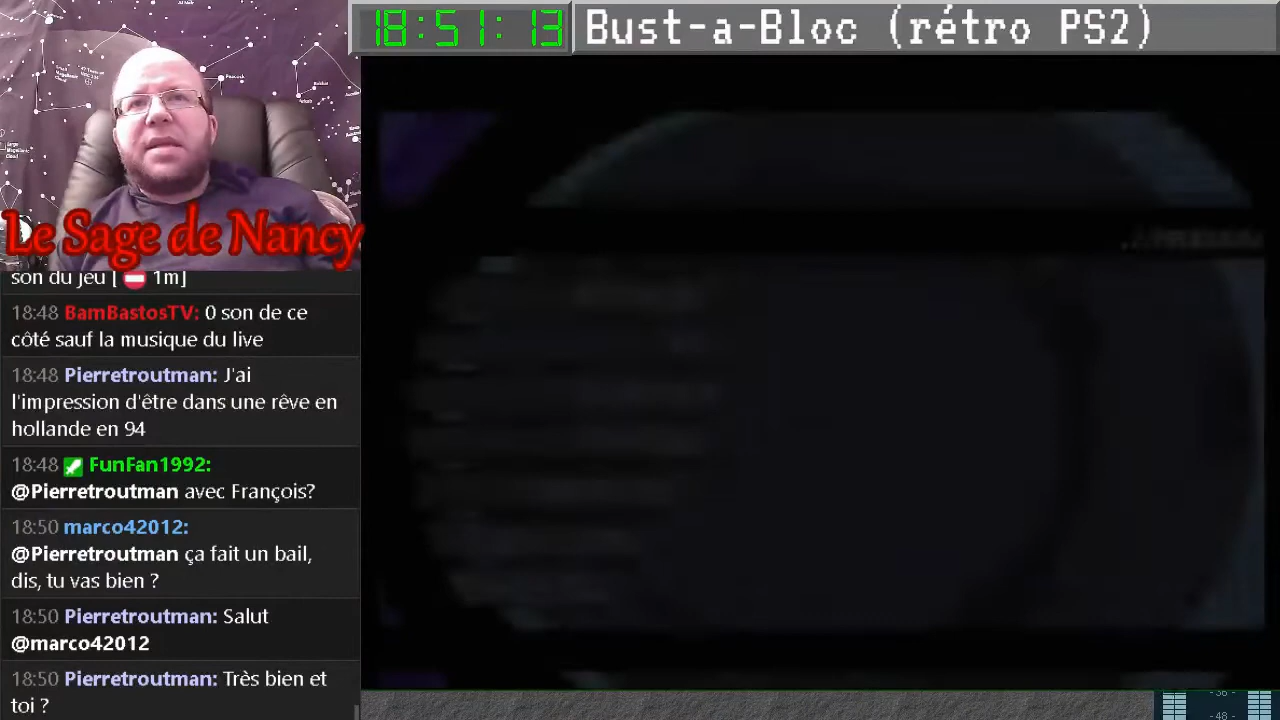 18:51:13
Bust-a-Bloc (rétro PS2)
Le Sage de Nancy
son du jeu [ 1m]
18:48 BamBastosTV: 0 son de ce
côté sauf la musique du live
18:48 Pierretroutman: J'ai
l'impression d'être dans une rêve en
hollande en 94
18:48 FunFan1992:
@Pierretroutman avec François?
18:50 marco42012:
@Pierretroutman ça fait un bail,
dis, tu vas bien ?
18:50 Pierretroutman: Salut
@marco42012
18:50 Pierretroutman: Très bien et
toi ?
-48-